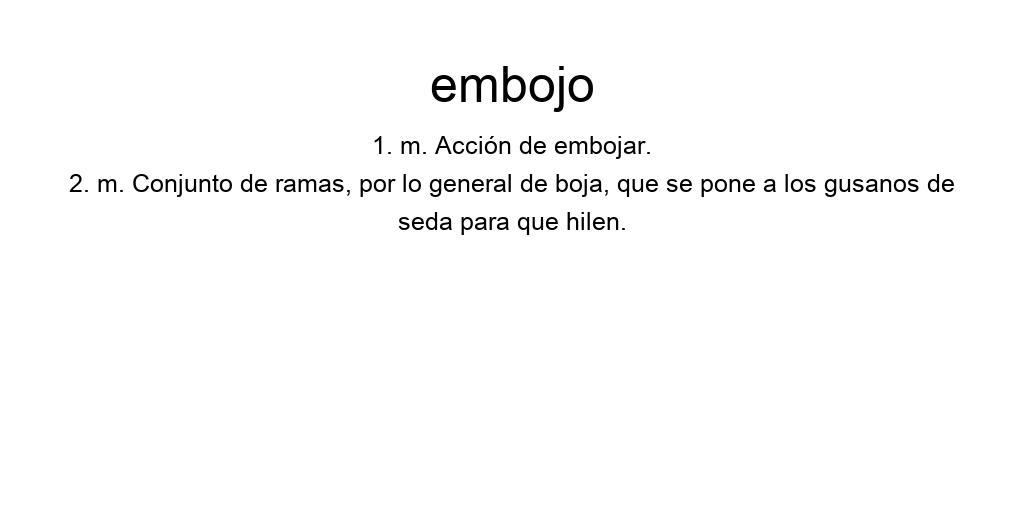 embojo
1. m. Acción de embojar.
2. m. Conjunto de ramas, por lo general de boja, que se pone a los gusanos de
seda para que hilen.